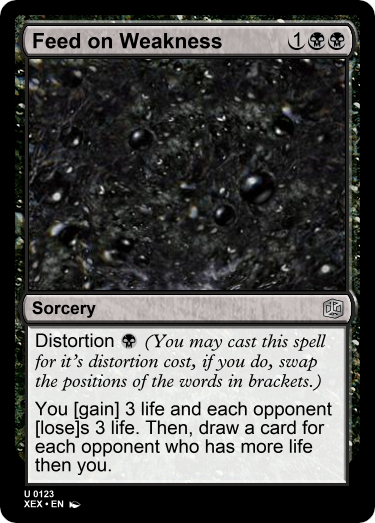 Feed on Weakness 1
Sorcery
Distortion (You may cast this spell
for it's distortion cost, if you do, swap
the positions of the words in brackets.)
You [gain] 3 life and each opponent
[lose]s 3 life. Then, draw a card for
each opponent who has more life
then you.
U 0123
XEX • EN